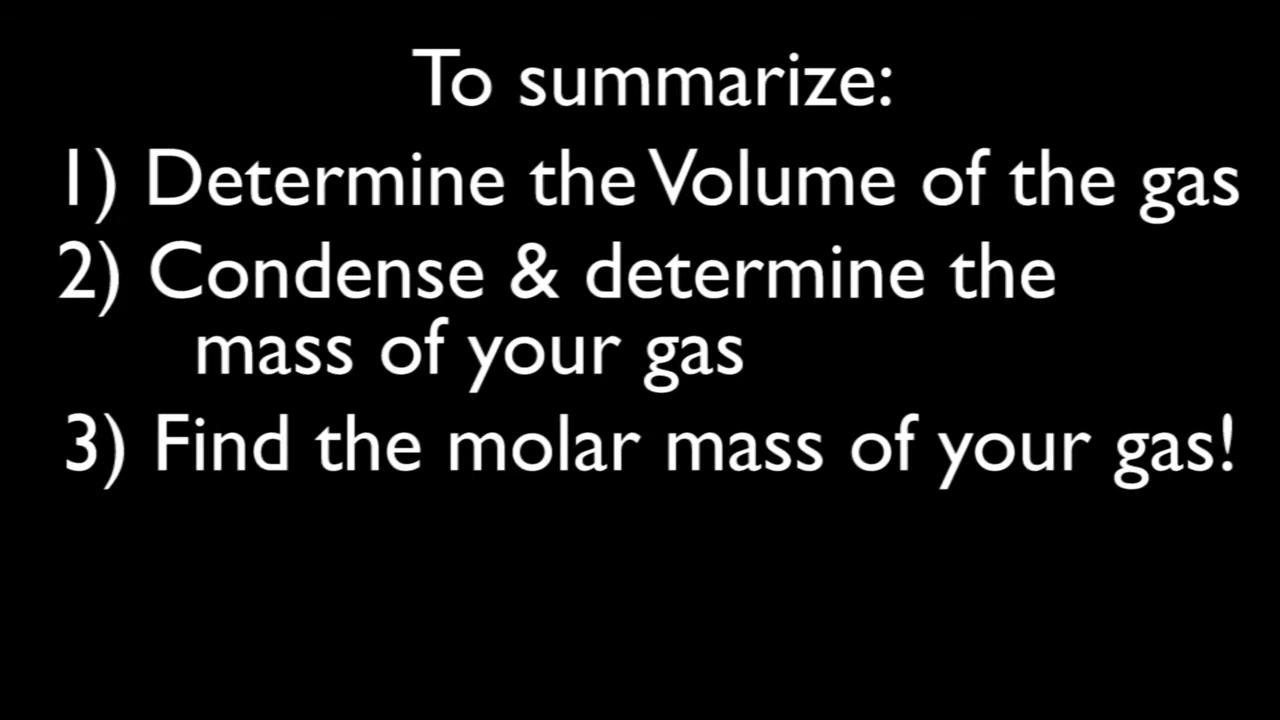 To summarize:
1) Determine the Volume of the gas
2) Condense & determine the
mass of your gas
3) Find the molar mass of your gas!